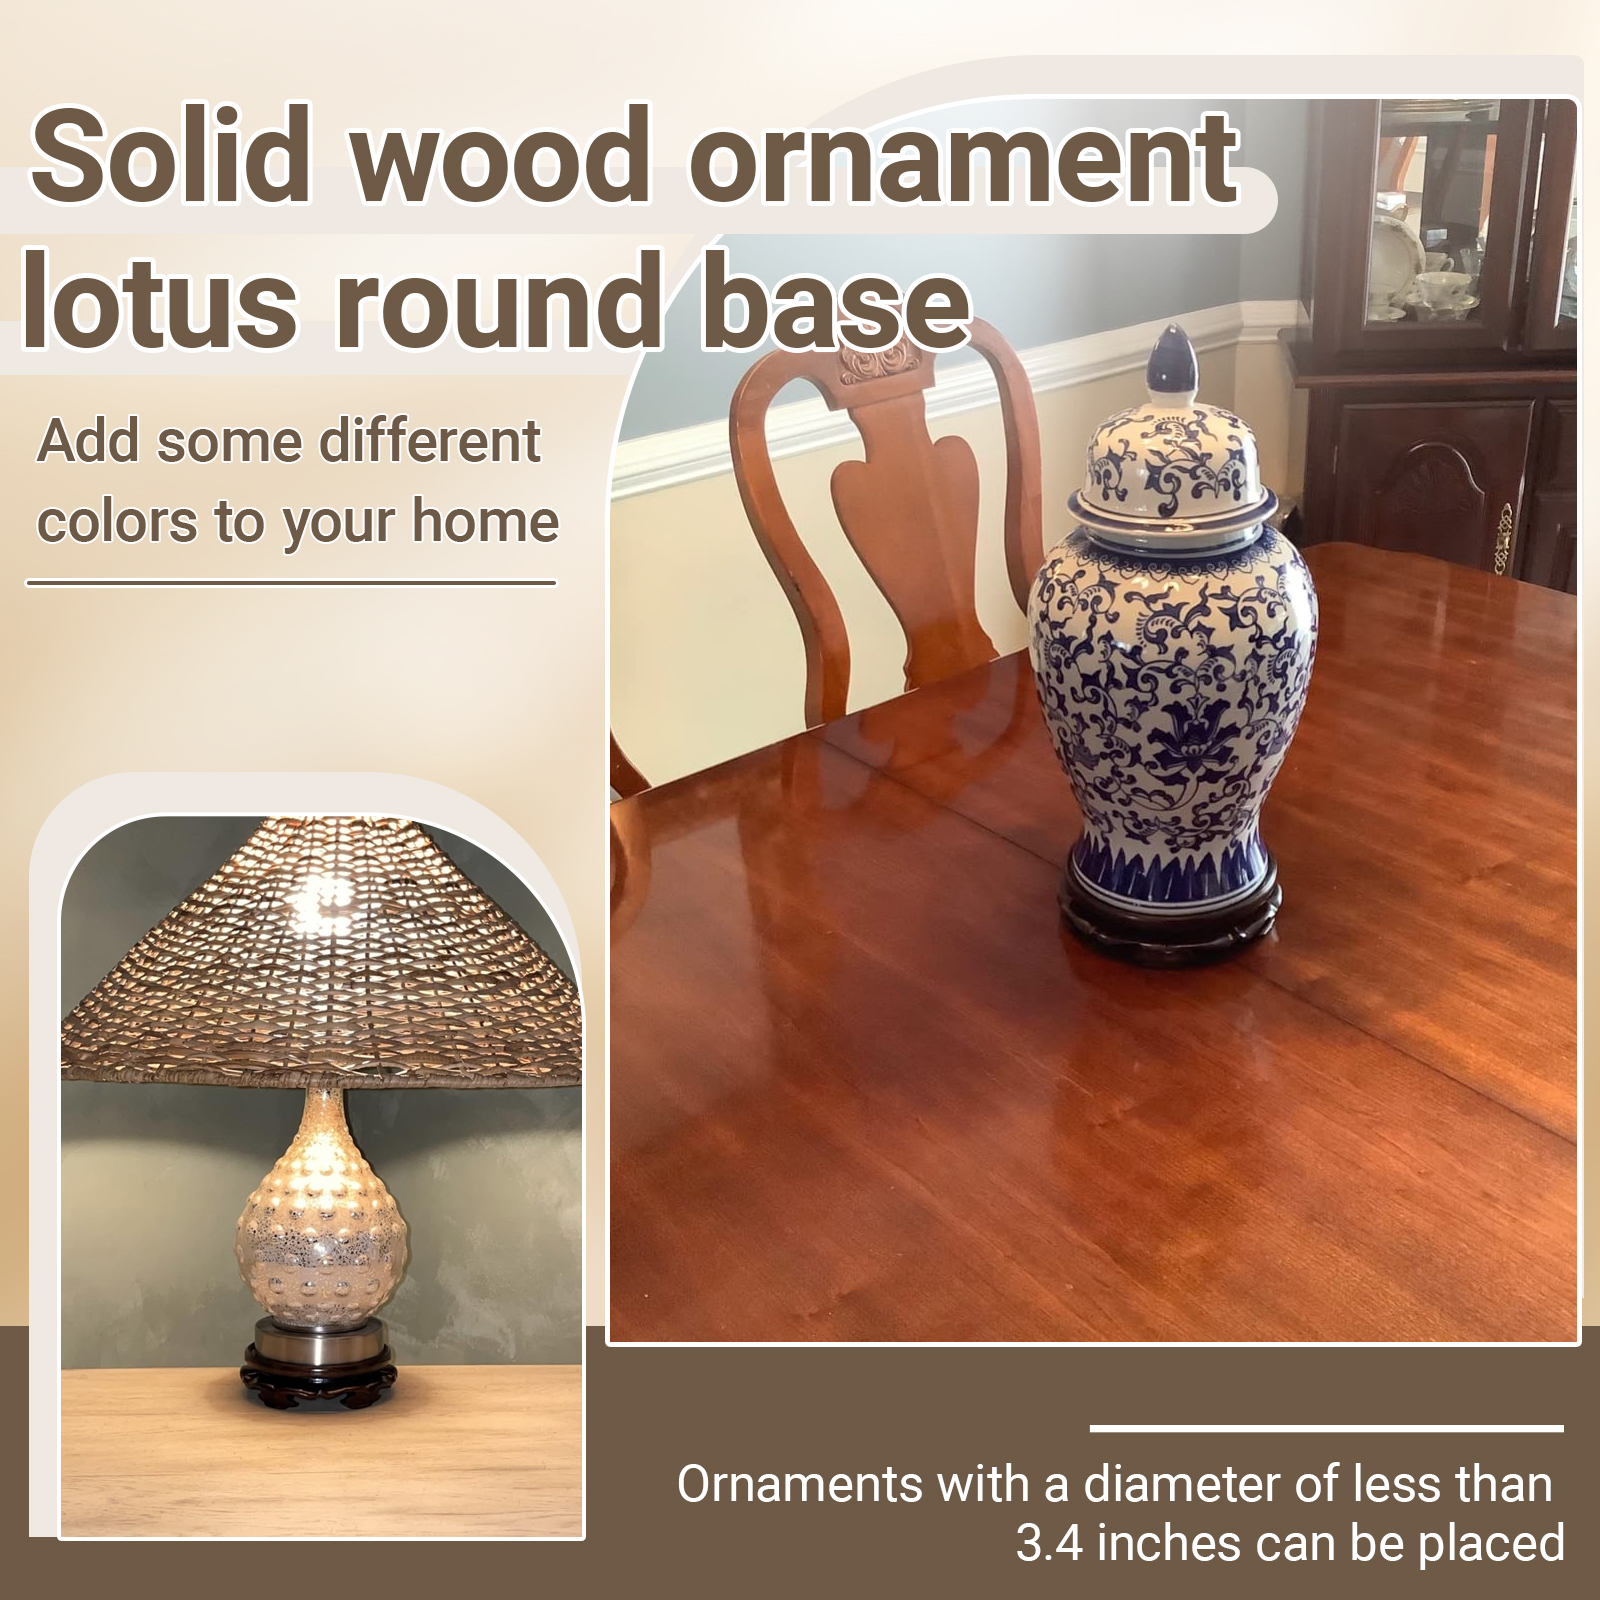 Solid wood ornament
lotus round base
Add some different
colors to your home
Ornaments with a diameter of less than
3.4 inches can be placed